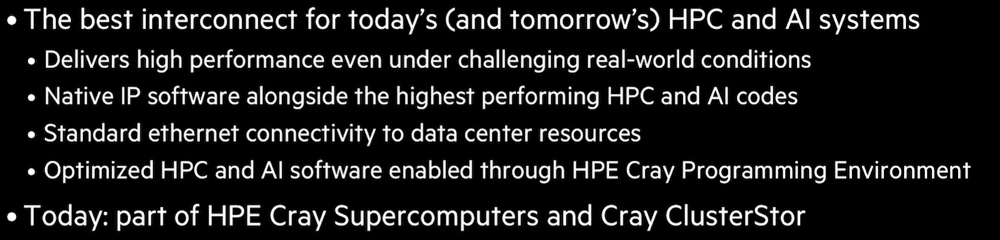 • The best interconnect for today’s (and tomorrow’s) HPC and AI systems
• Delivers high performance even under challenging real-world conditions
• Native IP software alongside the highest performing HPC and AI codes
• Standard ethernet connectivity to data center resources
• Optimized HPC and AI software enabled through HPE Cray Programming Environment
• Today: part of HPE Cray Supercomputers and Cray ClusterStor